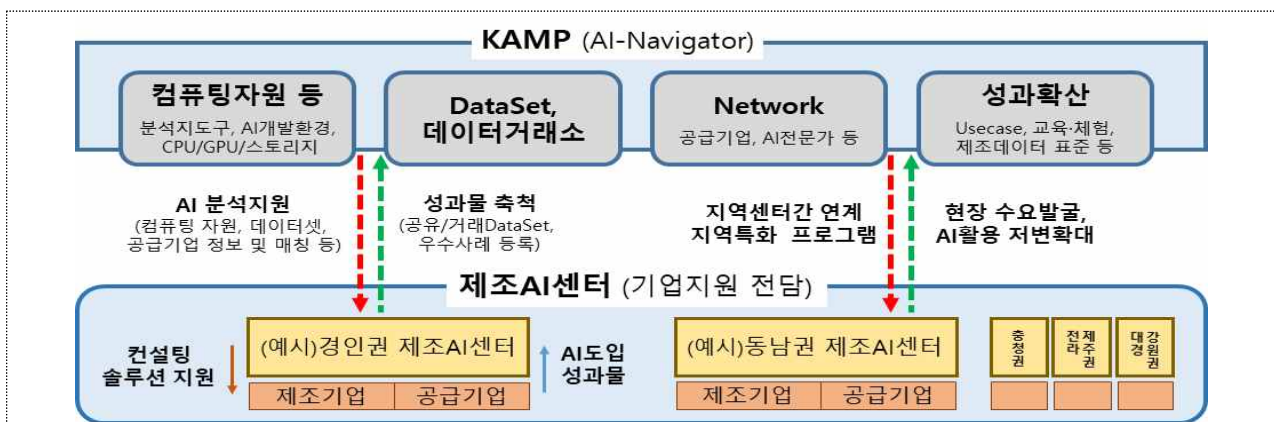 KAMP (AI-Navigator)
컴퓨팅자원 등
분석지도구, AI개발환경,
CPU/GPU/스토리지
DataSet,
데이터거래소
Network
공급기업, AI전문가 등
성과확산
Usecase, 교육·체험,
제조데이터 표준 등
AI 분석지원
(컴퓨팅 자원, 데이터셋,
공급기업 정보 및 매칭 등)
성과물 축척
(공유/거래DataSet,
우수사례 등록)
지역센터간 연계
지역특화 프로그램
현장 수요발굴,
AI활용 저변확대
제조AI센터 (기업지원 전담)
컨설팅
솔루션 지원
(예시)경인권 제조AI센터
제조기업
공급기업
AI도입
성과물
(예시)동남권 제조AI센터
제조기업
공급기업
충청권
전라
제주권
대경
강원권